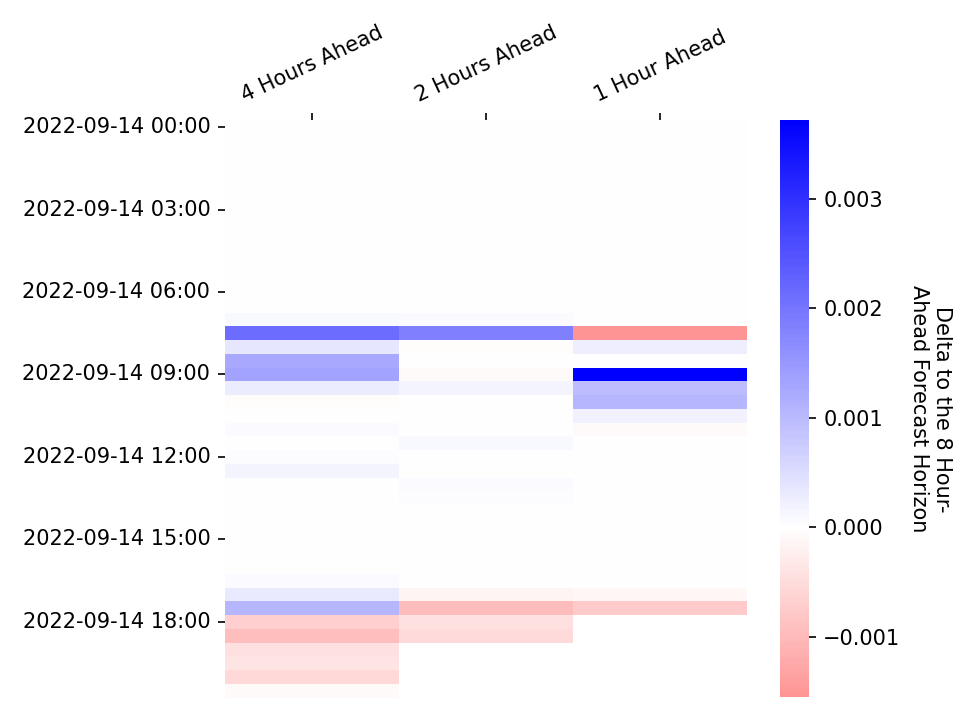 4 Hours Ahead
2 Hours Ahead
1 Hour Ahead
2022-09-14 00:00
2022-09-14 03:00
2022-09-14 06:00
2022-09-14 09:00
2022-09-14 12:00
2022-09-14 15:00
2022-09-14 18:00
0.003
0.002
0.001
0.000
−0.001
Delta to the 8 Hour-
Ahead Forecast Horizon